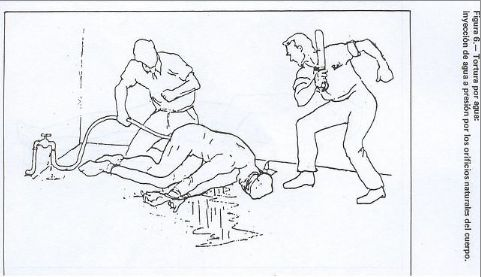 Figura 6.— Tortura por agua:
inyección de agua a presión por los orificios naturales del cuerpo.